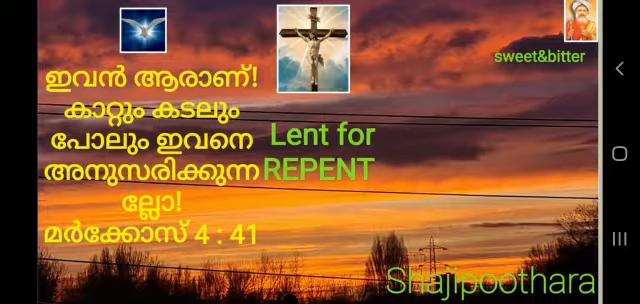 sweet&bitter
ഇവൻ ആരാണ്!
കാറ്റും കടലും
പോലും ഇവനെ
അനുസരിക്കുന്ന
ല്ലോ!
മർക്കോസ് 4 : 41
Lent for
REPENT
Shajipoothara